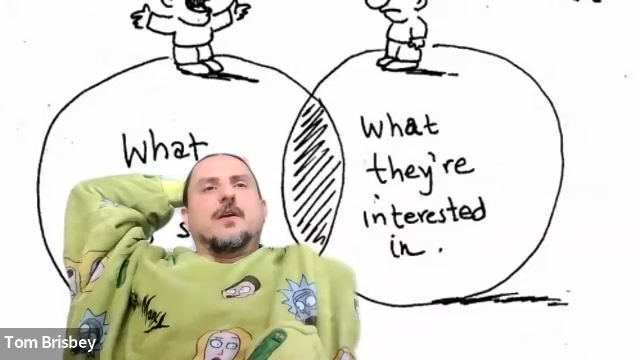 What
they're
interested
in.
What
s
Tom Brisbey